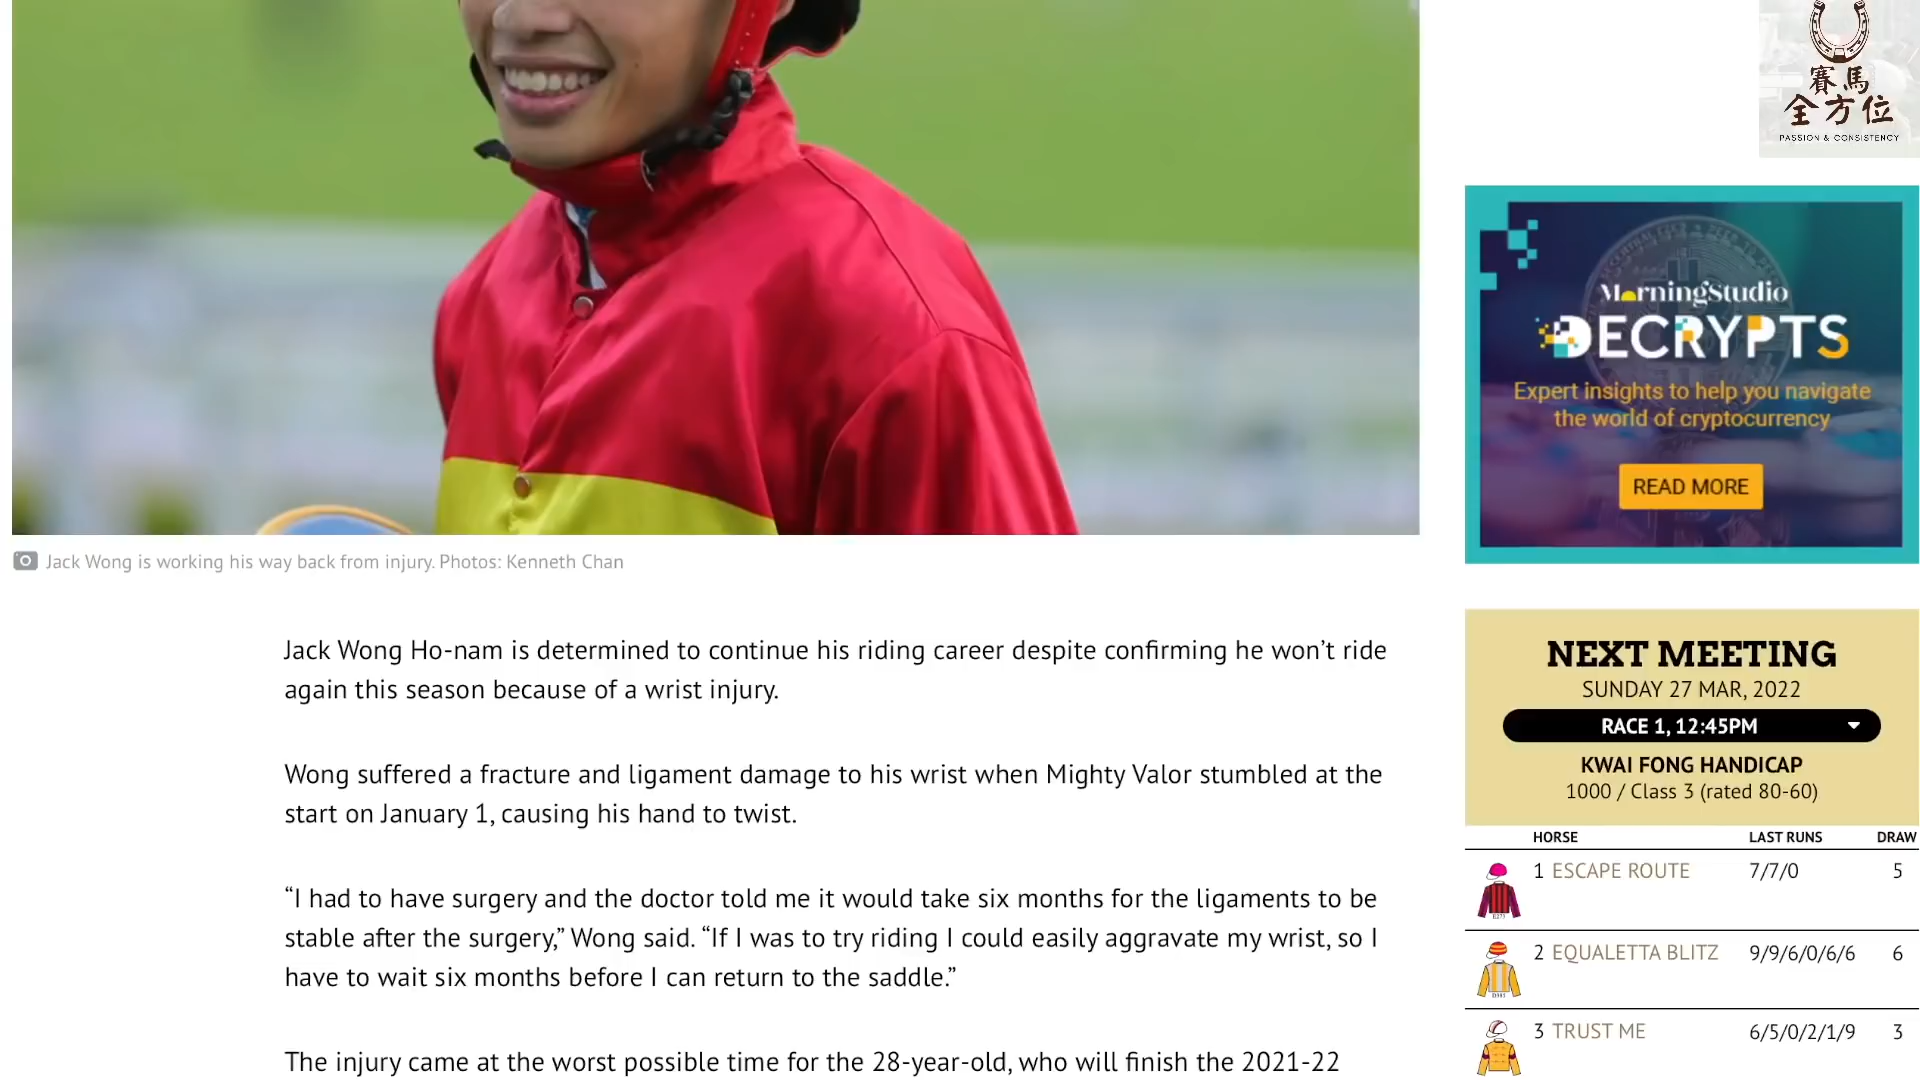 賽馬
全方位
PASSION & CONSISTENCY
MorningStudio
DECRYPTS
Expert insights to help you navigate
the world of cryptocurrency
READ MORE
Jack Wong is working his way back from injury. Photos: Kenneth Chan
Jack Wong Ho-nam is determined to continue his riding career despite confirming he won’t ride
again this season because of a wrist injury.
Wong suffered a fracture and ligament damage to his wrist when Mighty Valor stumbled at the
start on January 1, causing his hand to twist.
“I had to have surgery and the doctor told me it would take six months for the ligaments to be
stable after the surgery,” Wong said. “If I was to try riding I could easily aggravate my wrist, so I
have to wait six months before I can return to the saddle.”
The injury came at the worst possible time for the 28-year-old, who will finish the 2021-22
NEXT MEETING
SUNDAY 27 MAR, 2022
RACE 1, 12:45PM
KWAI FONG HANDICAP
1000 / Class 3 (rated 80-60)
HORSE LAST RUNS DRAW
1 ESCAPE ROUTE 7/7/0 5
2 EQUALETTA BLITZ 9/9/6/0/6/6 6
3 TRUST ME 6/5/0/2/1/9 3